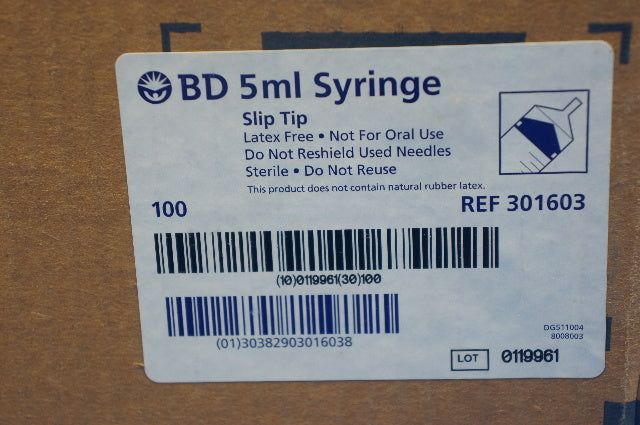 BD 5ml Syringe
Slip Tip
Latex Free • Not For Oral Use
Do Not Reshield Used Needles
Sterile • Do Not Reuse
This product does not contain natural rubber latex.
100 REF 301603
(10)0119961(30)100
(01)30382903016038
DG511004
8008003
LOT 0119961